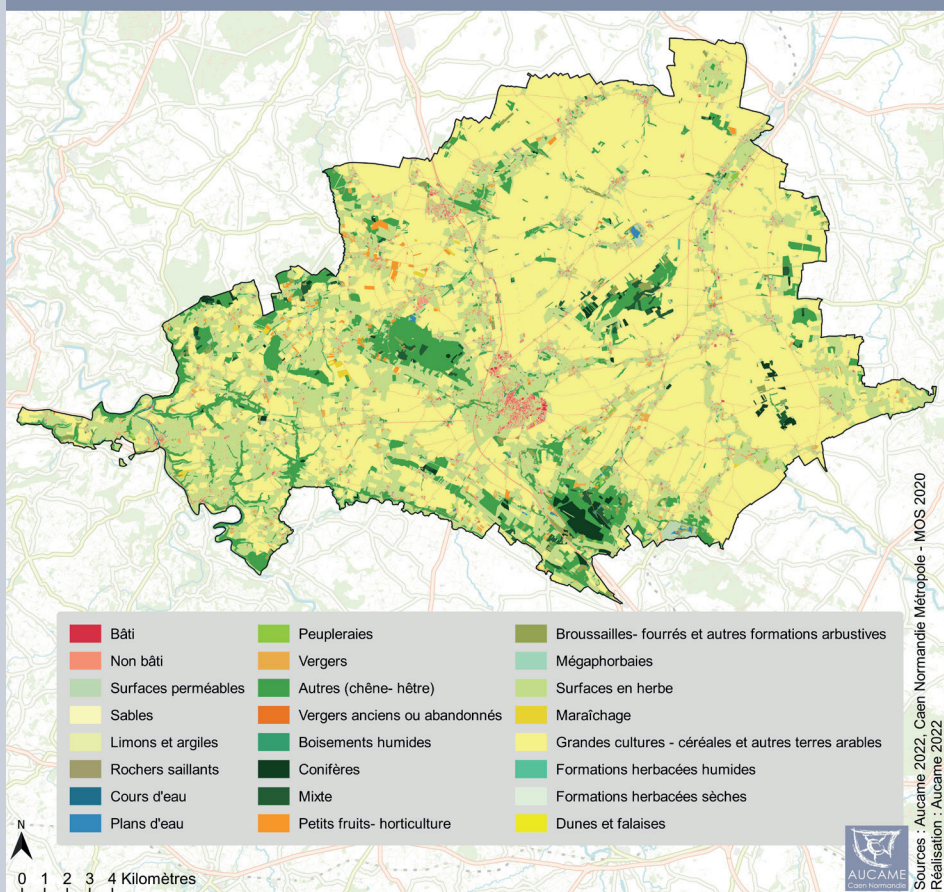 Bâti
Non bâti
Surfaces perméables
Sables
Limons et argiles
Rochers saillants
Cours d'eau
Plans d'eau
Peupleraies
Vergers
Autres (chêne- hêtre)
Vergers anciens ou abandonnés
Boisements humides
Conifères
Mixte
Petits fruits- horticulture
Broussailles- fourrés et autres formations arbustives
Mégaphorbaies
Surfaces en herbe
Maraîchage
Grandes cultures - céréales et autres terres arables
Formations herbacées humides
Formations herbacées sèches
Dunes et falaises
N
0 1 2 3 4 Kilomètres
AUCAME
Caen Normandie
Sources : Aucame 2022, Caen Normandie Métropole - MOS 2020
Réalisation : Aucame 2022